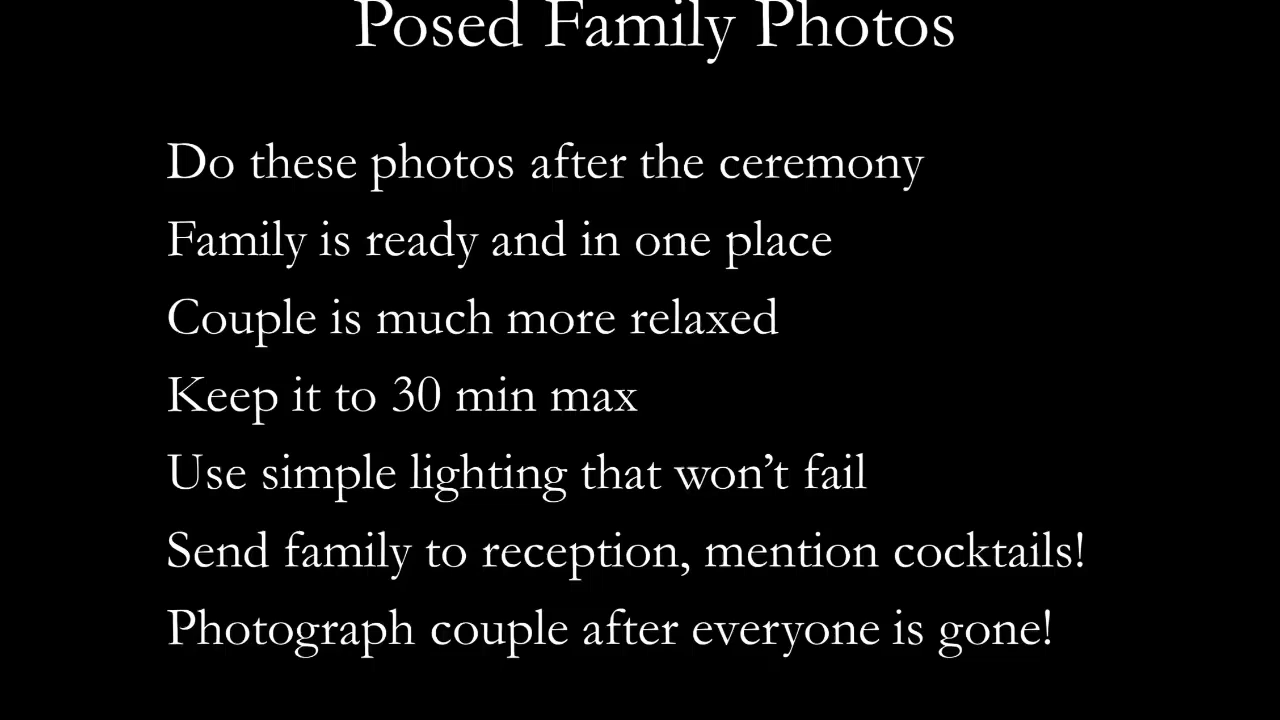 Posed Family Photos
Do these photos after the ceremony
Family is ready and in one place
Couple is much more relaxed
Keep it to 30 min max
Use simple lighting that won’t fail
Send family to reception, mention cocktails!
Photograph couple after everyone is gone!